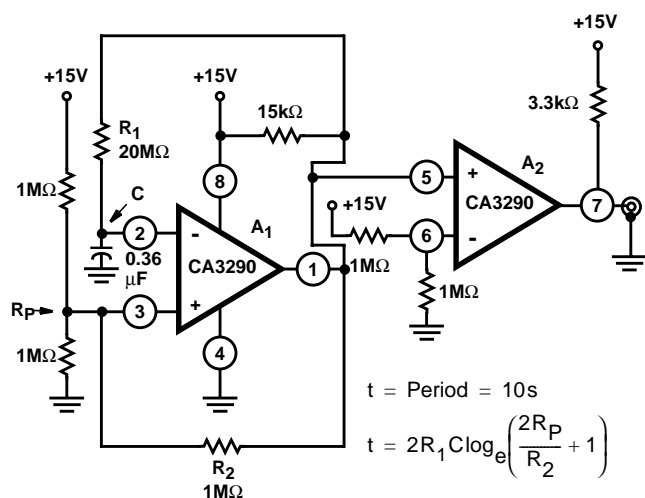 +15V
+15V
+15V
15kΩ
3.3kΩ
R1
20MΩ
1MΩ
8
5
+
A2
CA3290
7
C
+15V
2
-
A1
6
-
0.36
µF
CA3290
1
1MΩ
1MΩ
RP
3
+
1MΩ
4
t = Period = 10s
t = 2R1Cloge(2RP/R2 + 1)
R2
1MΩ